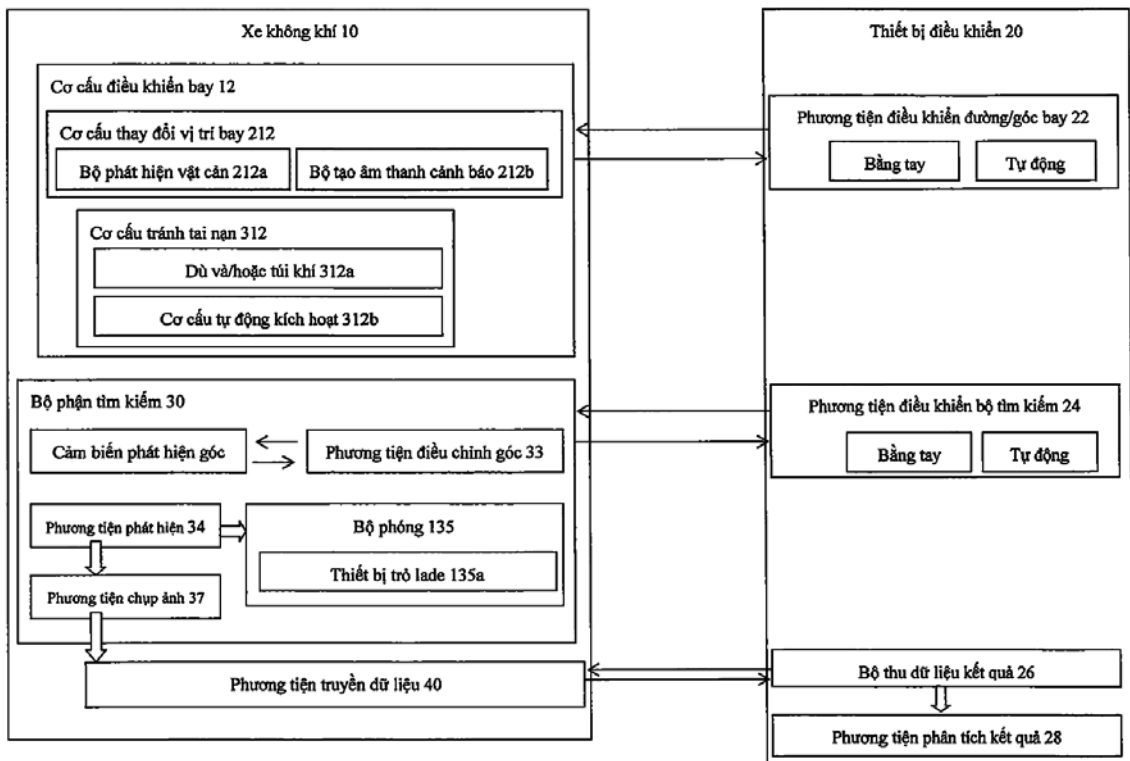 Xe không khí 10
Cơ cấu điều khiển bay 12
Cơ cấu thay đổi vị trí bay 212
Bộ phát hiện vật cản 212a
Bộ tạo âm thanh cảnh báo 212b
Cơ cấu tránh tai nạn 312
Dù và/hoặc túi khí 312a
Cơ cấu tự động kích hoạt 312b
Bộ phận tìm kiếm 30
Cảm biến phát hiện góc
Phương tiện điều chỉnh góc 33
Phương tiện phát hiện 34
Bộ phóng 135
Thiết bị trỏ lade 135a
Phương tiện chụp ảnh 37
Phương tiện truyền dữ liệu 40
Thiết bị điều khiển 20
Phương tiện điều khiển đường/góc bay 22
Bằng tay
Tự động
Phương tiện điều khiển bộ tìm kiếm 24
Bằng tay
Tự động
Bộ thu dữ liệu kết quả 26
Phương tiện phân tích kết quả 28